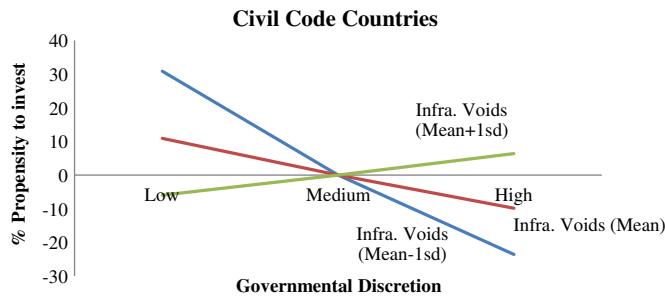 Civil Code Countries
% Propensity to invest
40
30
20
10
0
-10
-20
-30
Low
Medium
High
Infra. Voids
(Mean+1sd)
Infra. Voids (Mean)
Infra. Voids
(Mean-1sd)
Governmental Discretion